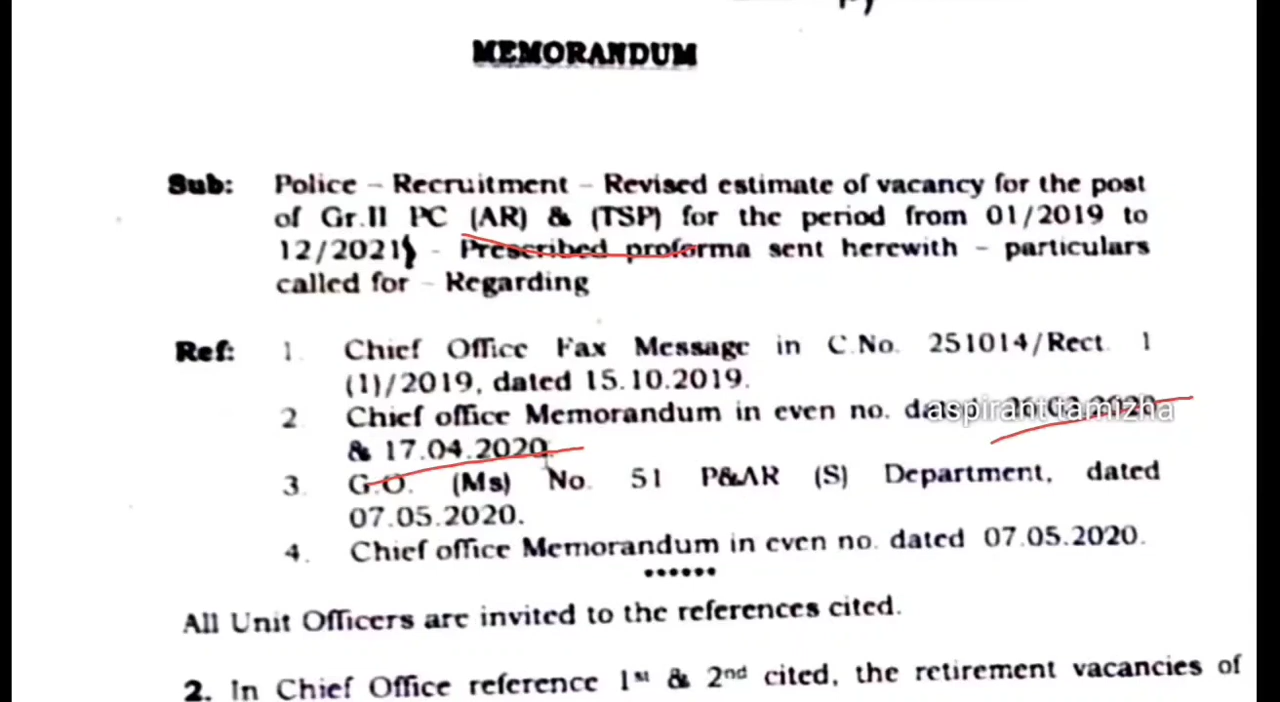 MEMORANDUM
Sub: Police – Recruitment – Revised estimate of vacancy for the post
of Gr.II PC (AR) & (TSP) for the period from 01/2019 to
12/2021 - Prescribed proforma sent herewith – particulars
called for – Regarding
Ref: 1. Chief Office Fax Message in C.No. 251014/Rect. 1
(1)/2019, dated 15.10.2019.
2. Chief office Memorandum in even no.
aspirant tamizha
& 17.04.2020.
3. G.O. (Ms) No. 51 P&AR (S) Department, dated
07.05.2020.
4. Chief office Memorandum in even no. dated 07.05.2020.
••••••
All Unit Officers are invited to the references cited.
2. In Chief Office reference 1st & 2nd cited, the retirement vacancies of